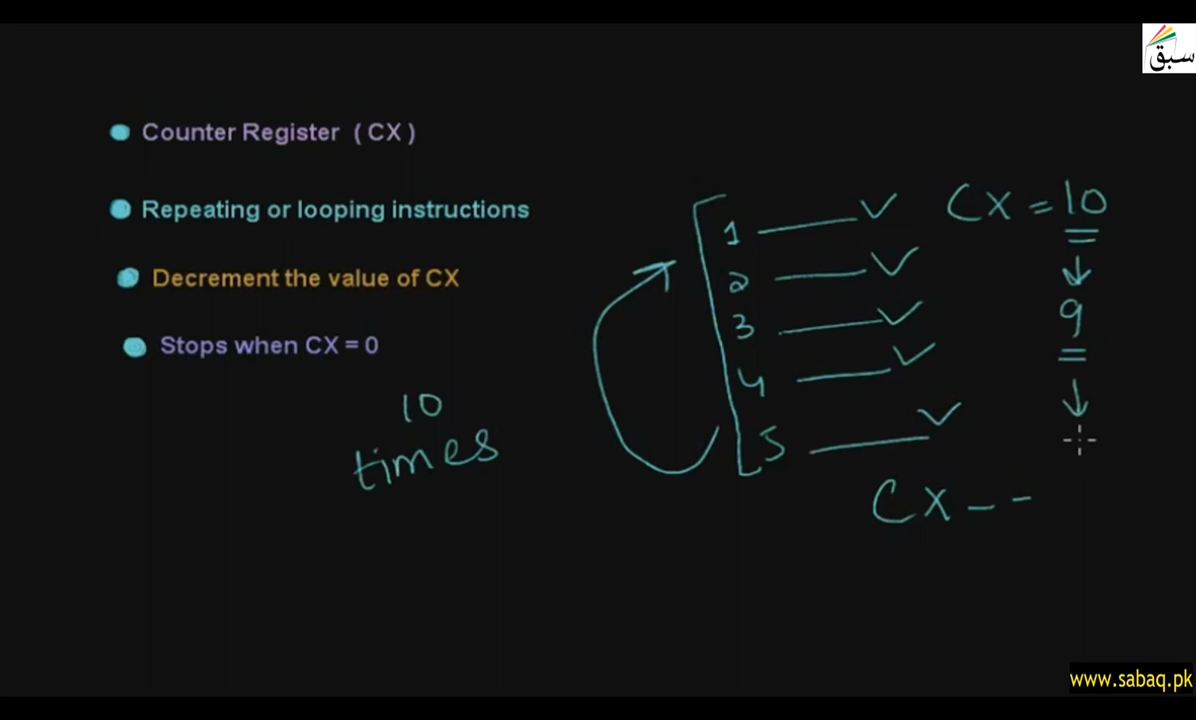 سبق
Counter Register ( CX )
Repeating or looping instructions
Decrement the value of CX
Stops when CX = 0
10
times
1
2
3
4
5
CX = 10
9
CX - -
www.sabaq.pk